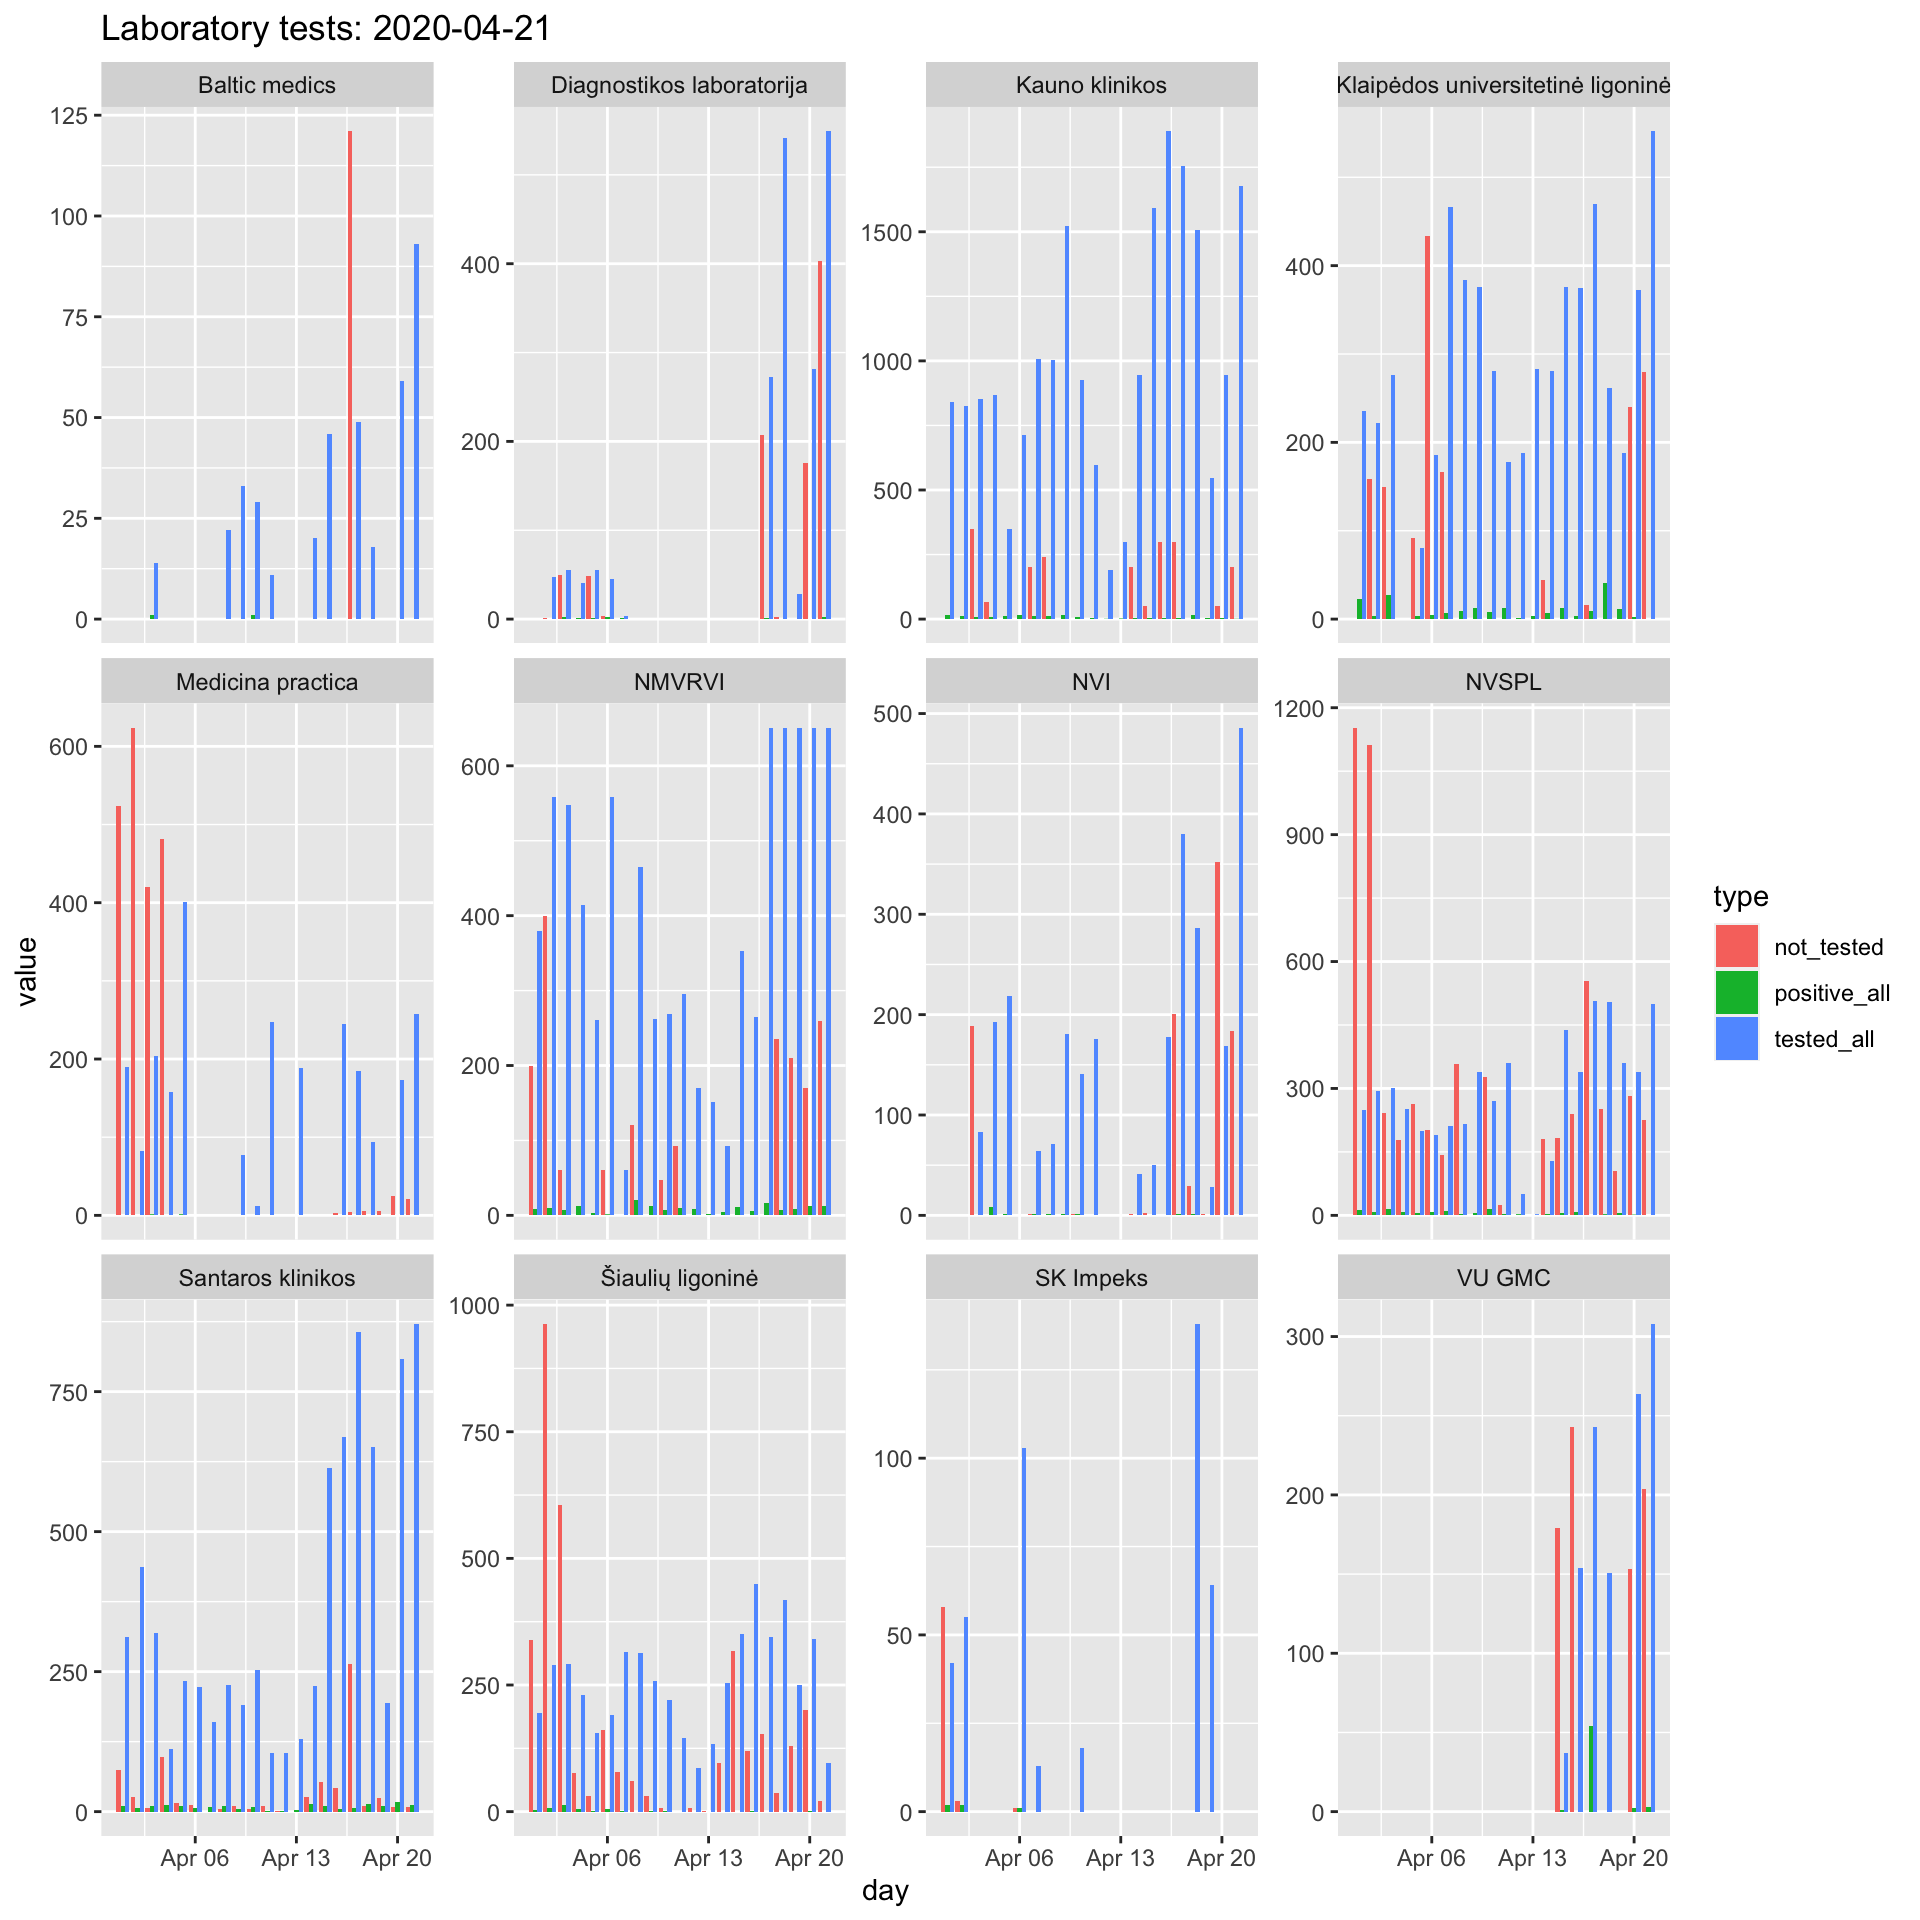 Laboratory tests: 2020-04-21
Baltic medics
Diagnostikos laboratorija
Kauno klinikos
Klaipėdos universitetinė ligoninė
125
100
75
50
25
0
400
200
0
1500
1000
500
0
400
200
0
Medicina practica
NMVRVI
NVI
NVSPL
600
400
200
0
600
400
200
0
500
400
300
200
100
0
1200
900
600
300
0
value
type
not_tested
positive_all
tested_all
Santaros klinikos
Šiaulių ligoninė
SK Impeks
VU GMC
750
500
250
0
1000
750
500
250
0
100
50
0
300
200
100
0
Apr 06 Apr 13 Apr 20
Apr 06 Apr 13 Apr 20
Apr 06 Apr 13 Apr 20
Apr 06 Apr 13 Apr 20
day